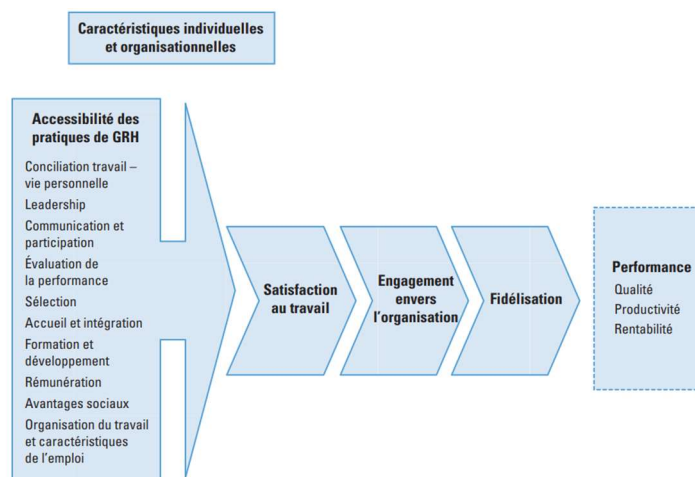 Caractéristiques individuelles
et organisationnelles
Accessibilité des
pratiques de GRH
Conciliation travail –
vie personnelle
Leadership
Communication et
participation
Évaluation de
la performance
Sélection
Accueil et intégration
Formation et
développement
Rémunération
Avantages sociaux
Organisation du travail
et caractéristiques
de l'emploi
Satisfaction
au travail
Engagement
envers
l'organisation
Fidélisation
Performance
Qualité
Productivité
Rentabilité